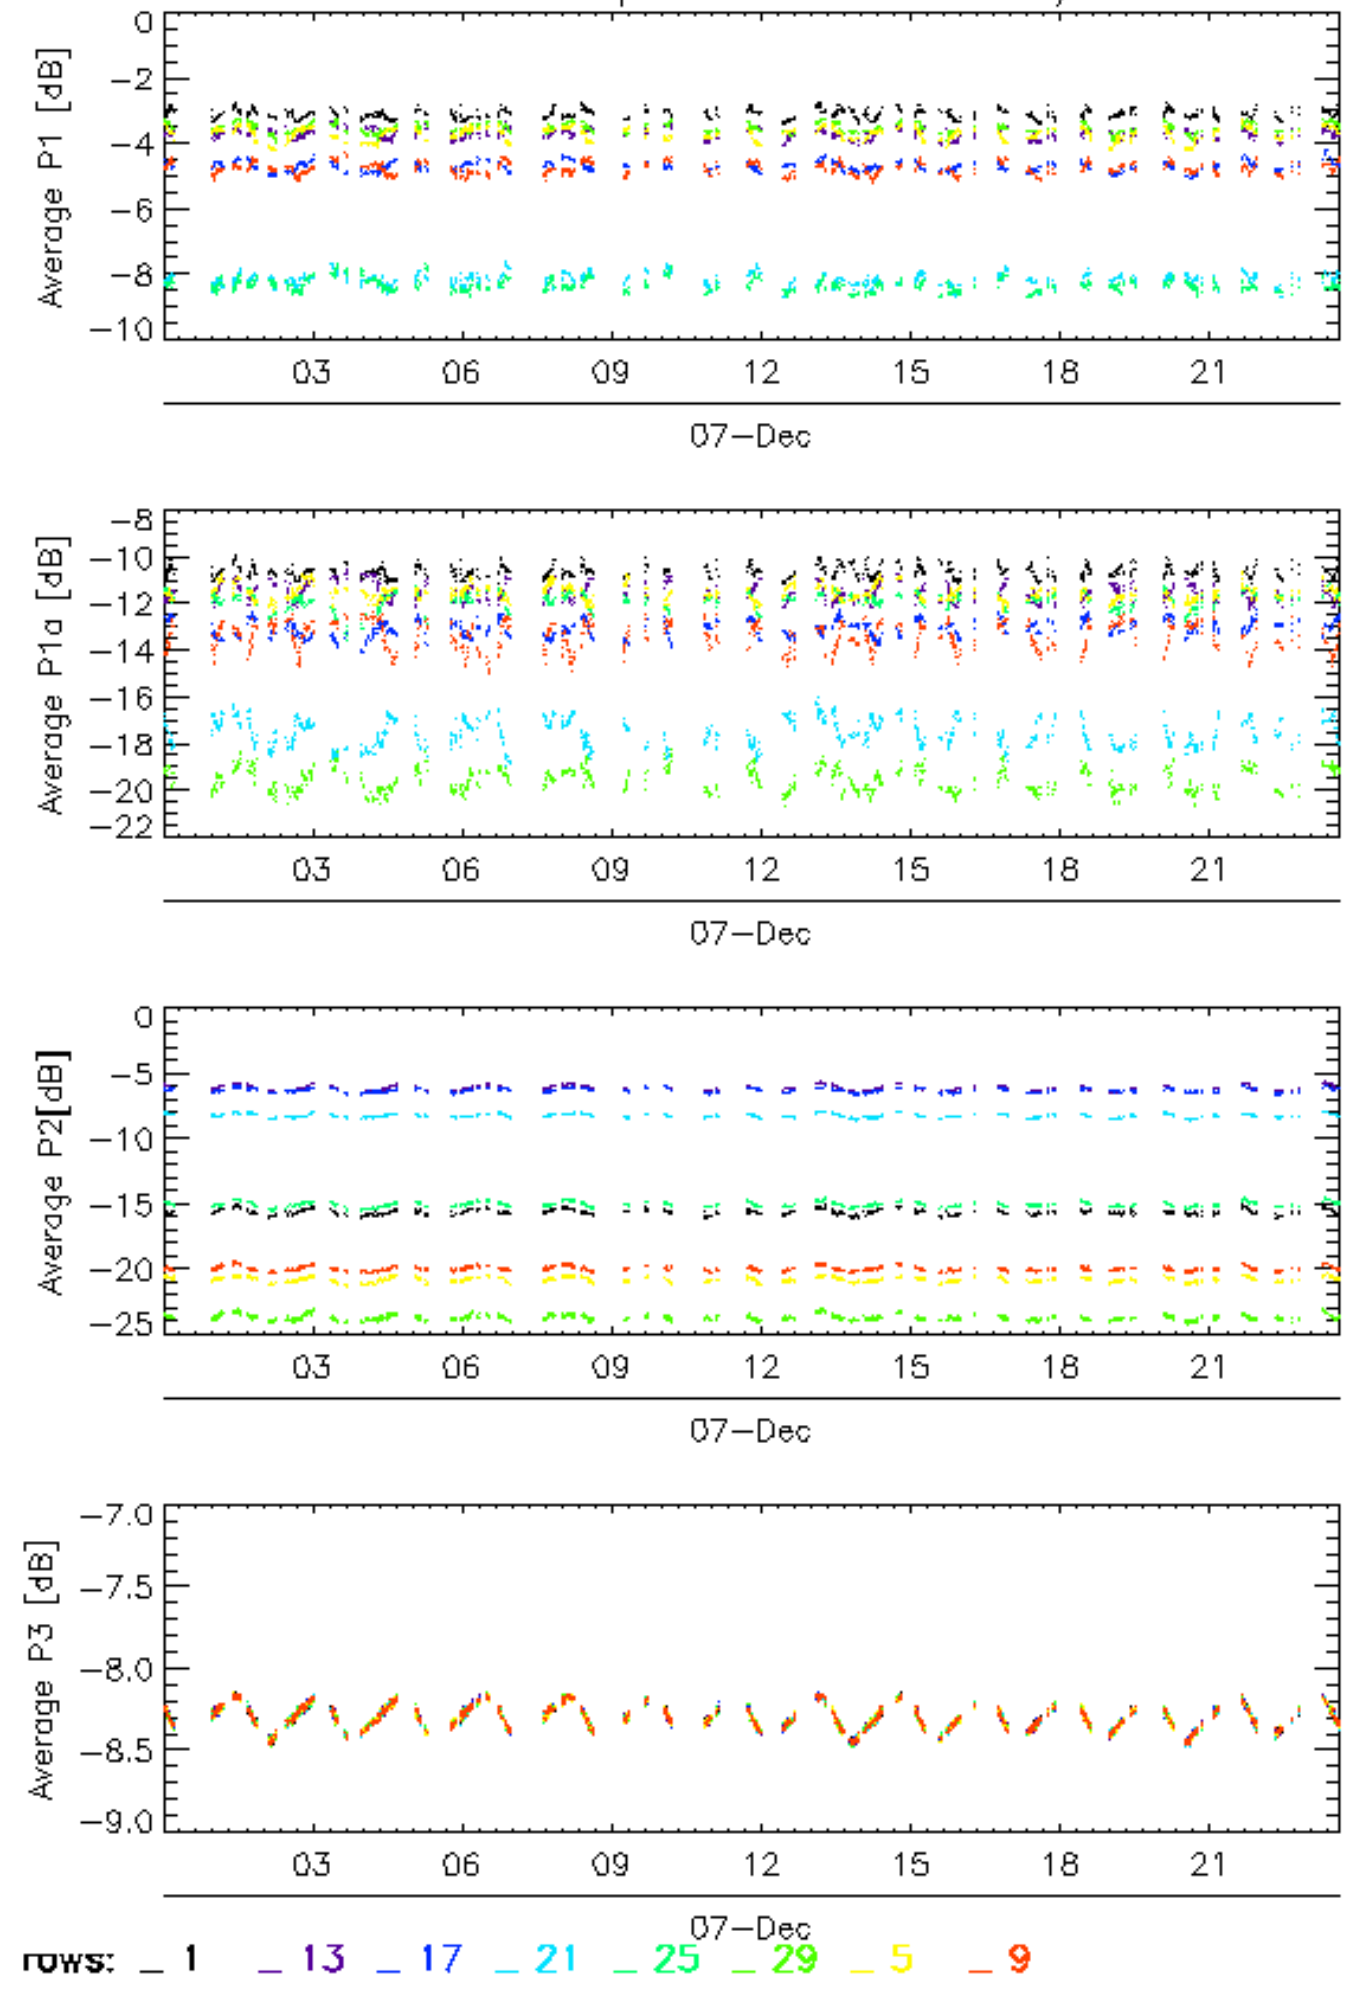 Average P1 [dB]
0
−2
−4
−6
−8
−10
03 06 09 12 15 18 21
07−Dec
Average P1a [dB]
−8
−10
−12
−14
−16
−18
−20
−22
03 06 09 12 15 18 21
07−Dec
Average P2[dB]
0
−5
−10
−15
−20
−25
03 06 09 12 15 18 21
07−Dec
Average P3 [dB]
−7.0
−7.5
−8.0
−8.5
−9.0
03 06 09 12 15 18 21
07−Dec
rows: _ 1 _ 13 _ 17 _ 21 _ 25 _ 29 _ 5 _ 9